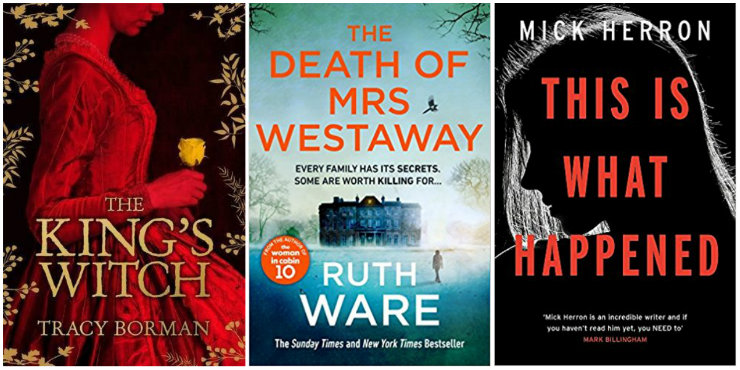 THE
KING'S
WITCH
TRACY BORMAN
THE
DEATH OF
MRS
WESTAWAY
EVERY FAMILY HAS ITS SECRETS.
SOME ARE WORTH KILLING FOR...
FROM THE AUTHOR OF
the
woman
in cabin
10
RUTH
WARE
The Sunday Times and New York Times Bestseller
MICK HERRON
THIS IS
WHAT
HAPPENED
'Mick Herron is an incredible writer and if
you haven't read him yet, you NEED to'
MARK BILLINGHAM